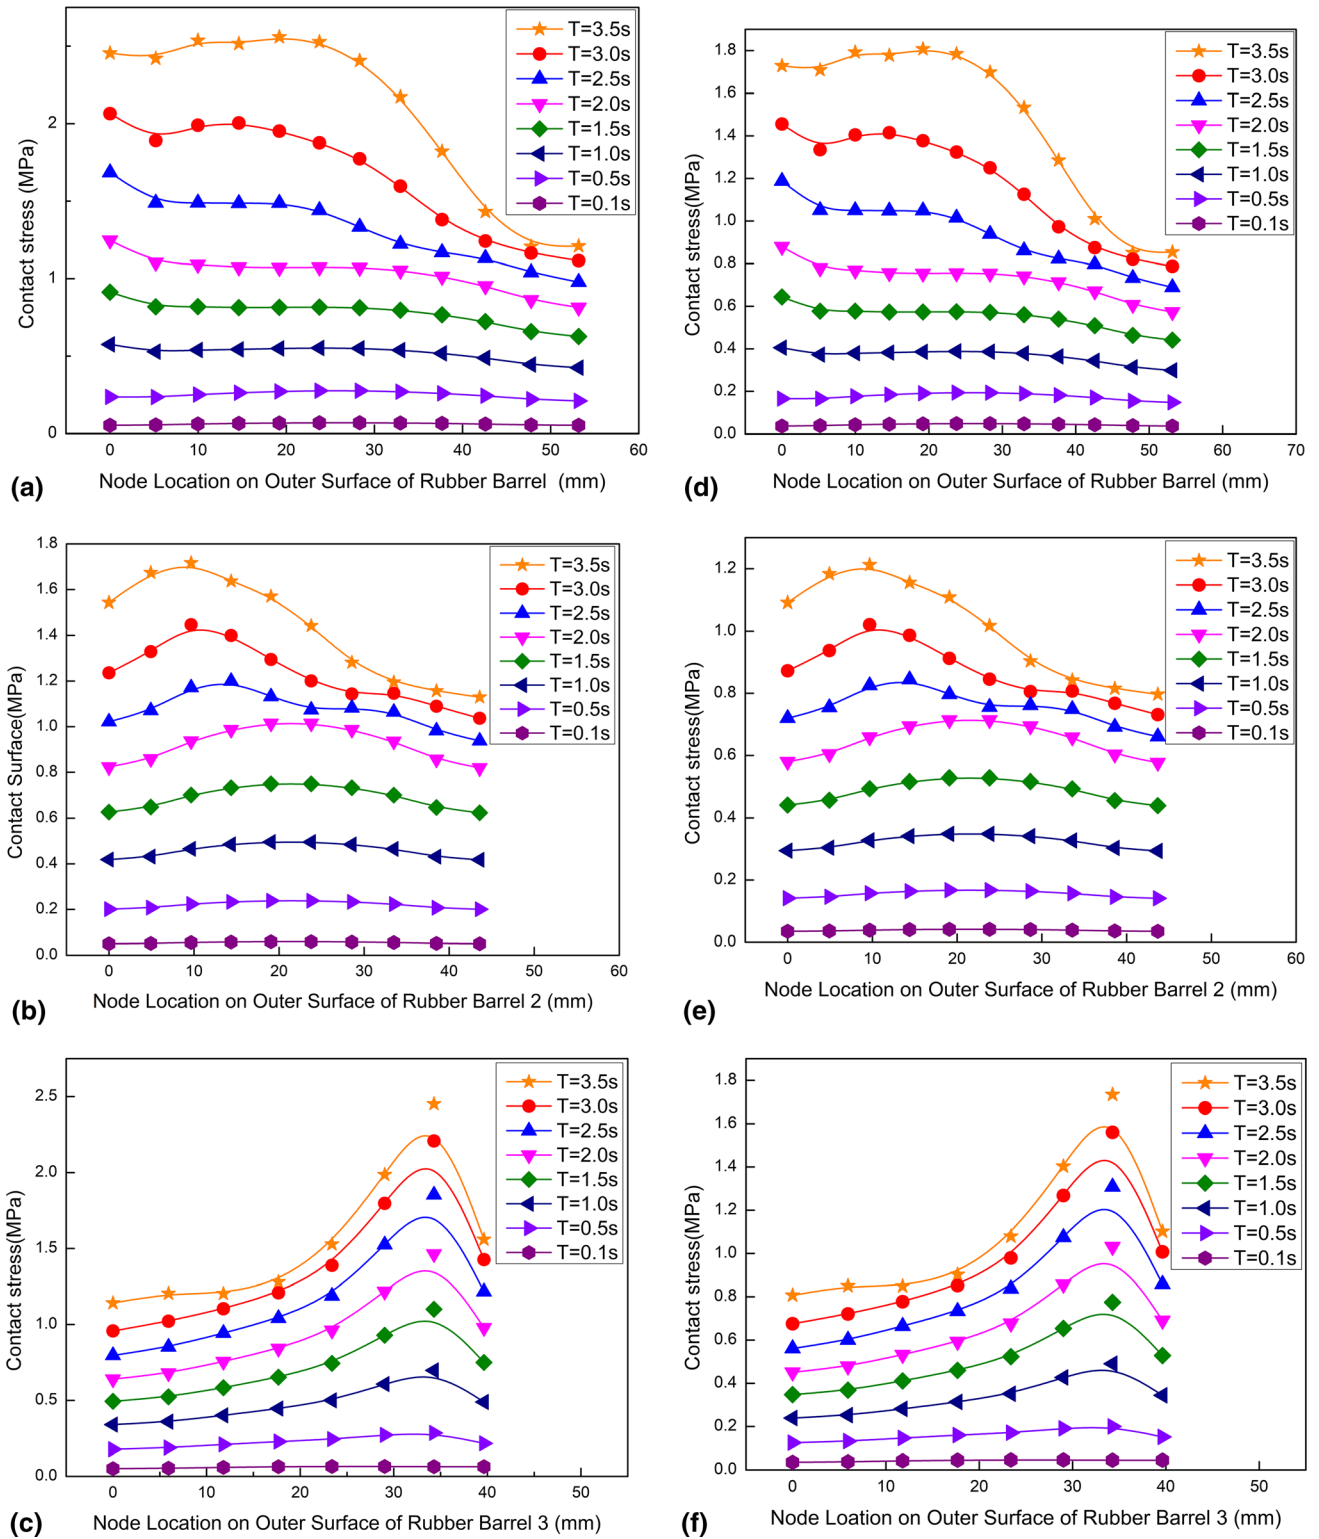 T=3.5s
T=3.0s
T=2.5s
T=2.0s
T=1.5s
T=1.0s
T=0.5s
T=0.1s
2
1
0
0 10 20 30 40 50 60
Contact stress (MPa)
Node Location on Outer Surface of Rubber Barrel (mm)
(a)
T=3.5s
T=3.0s
T=2.5s
T=2.0s
T=1.5s
T=1.0s
T=0.5s
T=0.1s
1.8
1.6
1.4
1.2
1.0
0.8
0.6
0.4
0.2
0.0
0 10 20 30 40 50 60 70
Contact stress(MPa)
Node Location on Outer Surface of Rubber Barrel (mm)
(d)
T=3.5s
T=3.0s
T=2.5s
T=2.0s
T=1.5s
T=1.0s
T=0.5s
T=0.1s
1.8
1.6
1.4
1.2
1.0
0.8
0.6
0.4
0.2
0.0
0 10 20 30 40 50 60
Contact Surface(MPa)
Node Location on Outer Surface of Rubber Barrel 2 (mm)
(b)
T=3.5s
T=3.0s
T=2.5s
T=2.0s
T=1.5s
T=1.0s
T=0.5s
T=0.1s
1.2
1.0
0.8
0.6
0.4
0.2
0.0
0 10 20 30 40 50 60
Contact stress(MPa)
Node Location on Outer Surface of Rubber Barrel 2 (mm)
(e)
T=3.5s
T=3.0s
T=2.5s
T=2.0s
T=1.5s
T=1.0s
T=0.5s
T=0.1s
2.5
2.0
1.5
1.0
0.5
0.0
0 10 20 30 40 50
Contact stress(MPa)
Node Location on Outer Surface of Rubber Barrel 3 (mm)
(c)
T=3.5s
T=3.0s
T=2.5s
T=2.0s
T=1.5s
T=1.0s
T=0.5s
T=0.1s
1.8
1.6
1.4
1.2
1.0
0.8
0.6
0.4
0.2
0.0
0 10 20 30 40 50
Contact stress(MPa)
Node Location on Outer Surface of Rubber Barrel 3 (mm)
(f)